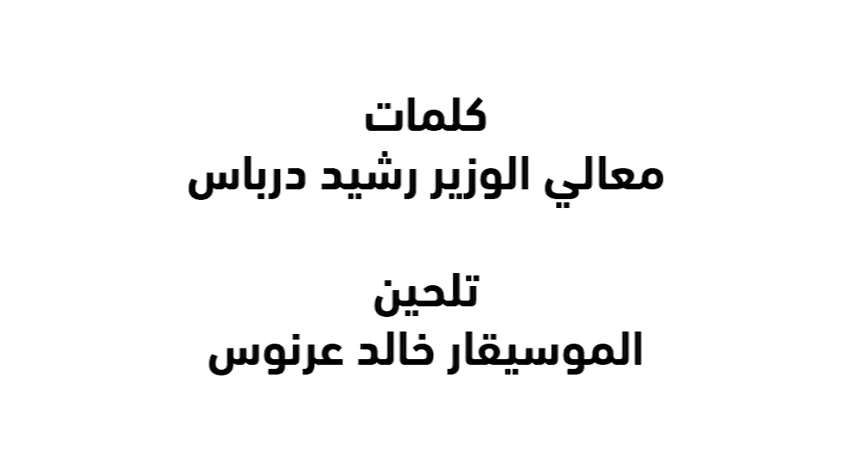 كلمات
معالي الوزير رشيد درباس
تلحين
الموسيقار خالد عرنوس